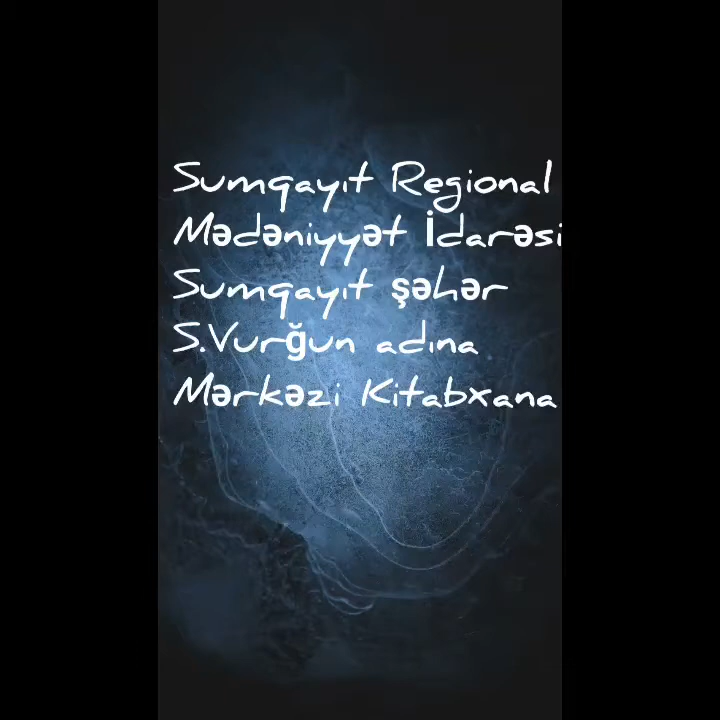 Sumqayıt Regional
Mədəniyyət İdarəsi
Sumqayıt şəhər
S.Vurğun adına
Mərkəzi Kitabxana